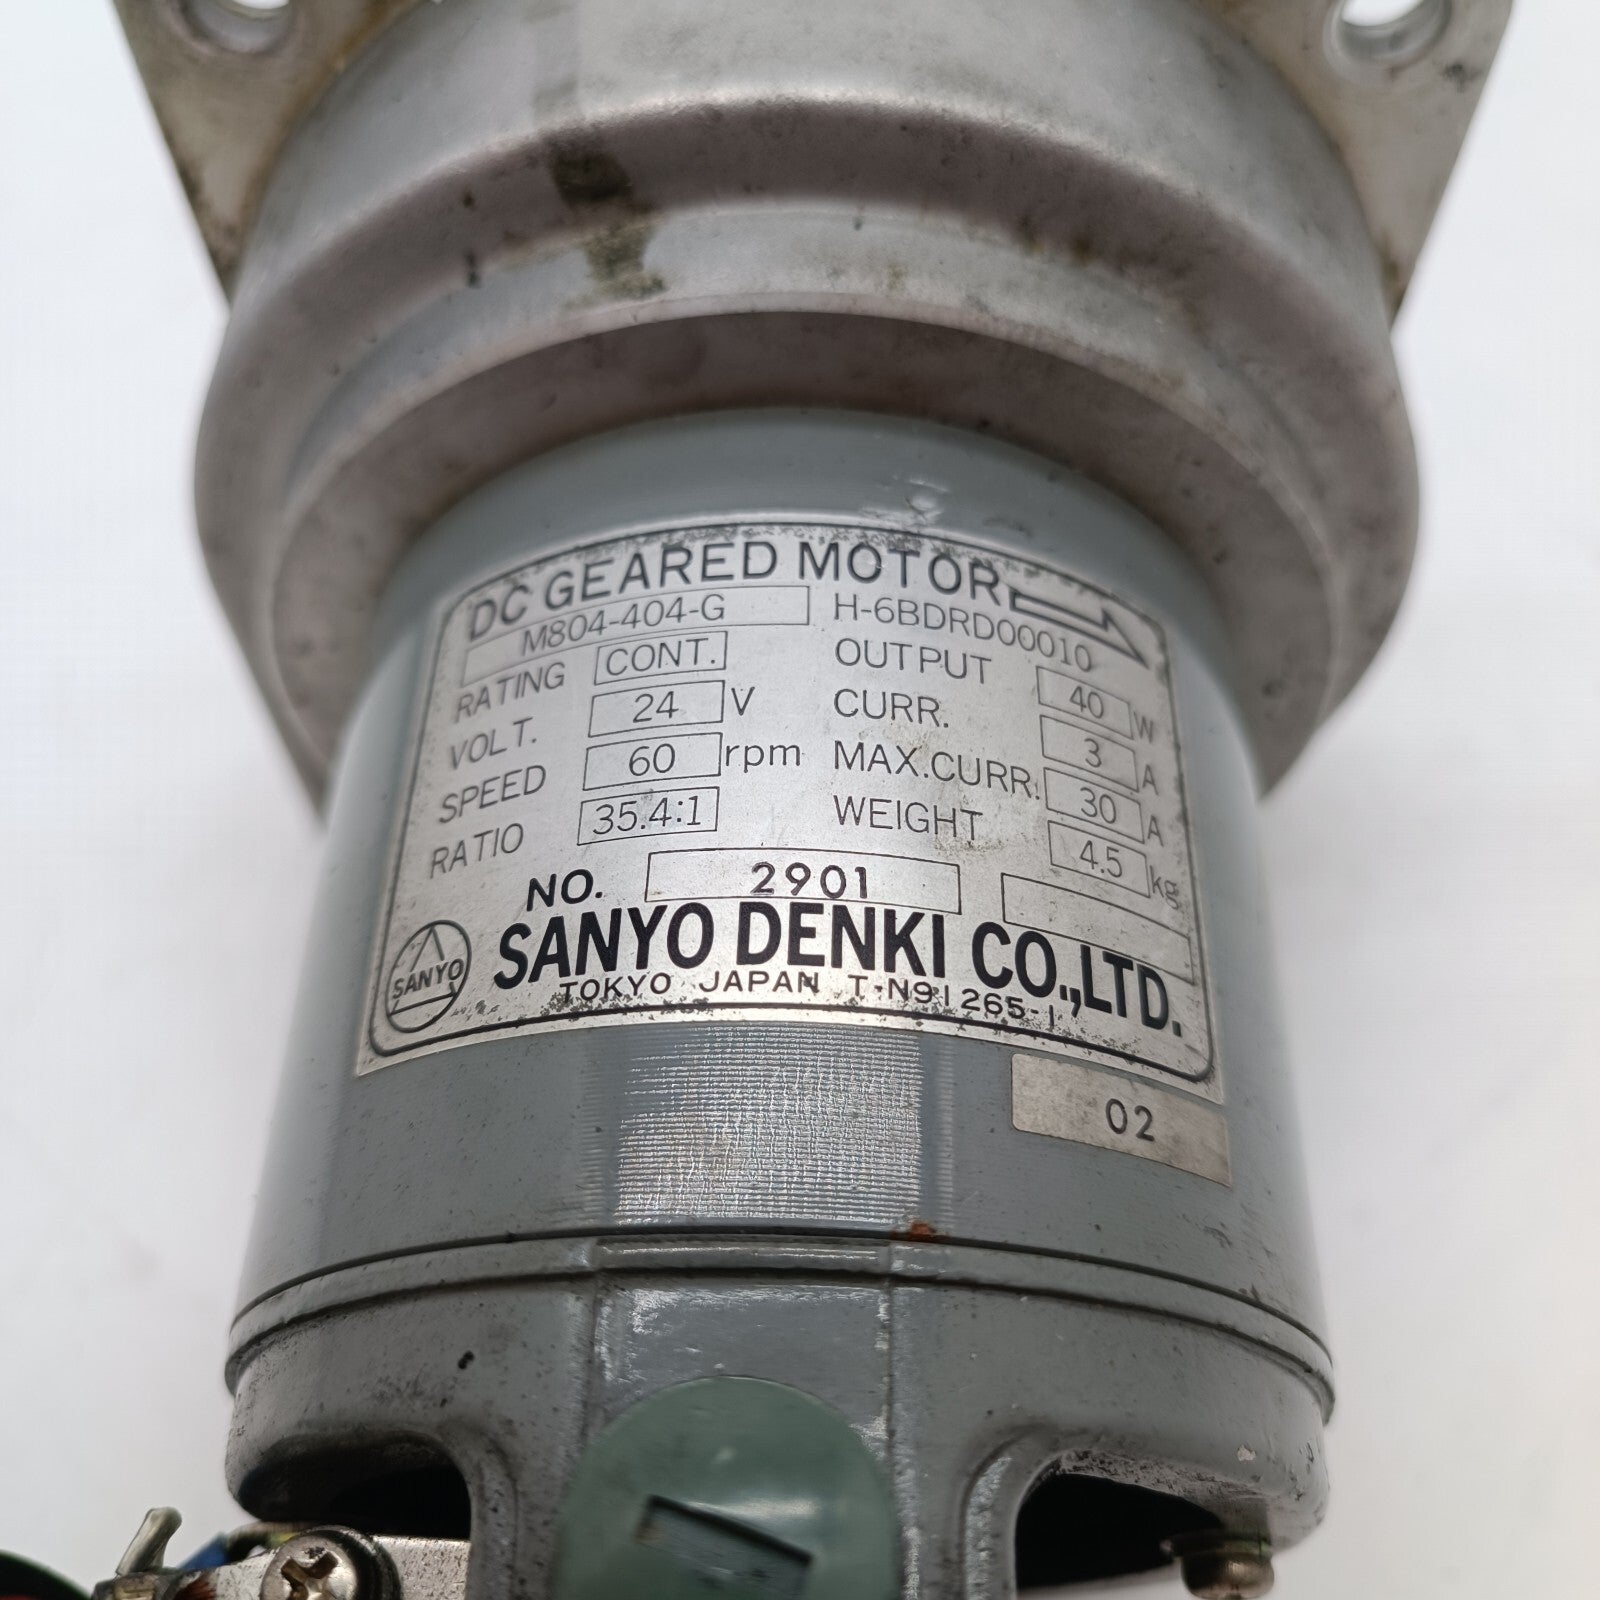 DC GEARED MOTOR
M804-404-G H-6BDRD00010
RATING CONT. OUTPUT 40 W
VOLT. 24 V CURR. 3 A
SPEED 60 rpm MAX.CURR. 30 A
RATIO 35.4:1 WEIGHT 4.5 kg
NO. 2901
SANYO SANYO DENKI CO.,LTD.
TOKYO JAPAN T-N91265-1
02